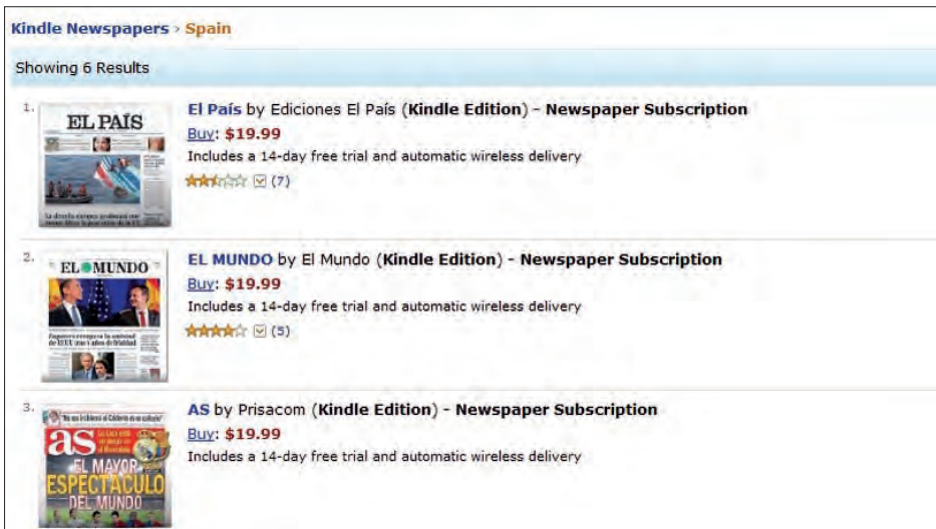 Kindle Newspapers › Spain
Showing 6 Results
1.
EL PAÍS
El País by Ediciones El País (Kindle Edition) - Newspaper Subscription
Buy: $19.99
Includes a 14-day free trial and automatic wireless delivery
(7)
2.
EL MUNDO
EL MUNDO by El Mundo (Kindle Edition) - Newspaper Subscription
Buy: $19.99
Includes a 14-day free trial and automatic wireless delivery
(5)
3.
as
EL MAYOR
ESPECTACULO
DEL MUNDO
AS by Prisacom (Kindle Edition) - Newspaper Subscription
Buy: $19.99
Includes a 14-day free trial and automatic wireless delivery